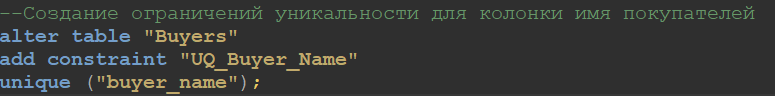 --Создание ограничений уникальности для колонки имя покупателей
alter table "Buyers"
add constraint "UQ_Buyer_Name"
unique ("buyer_name");